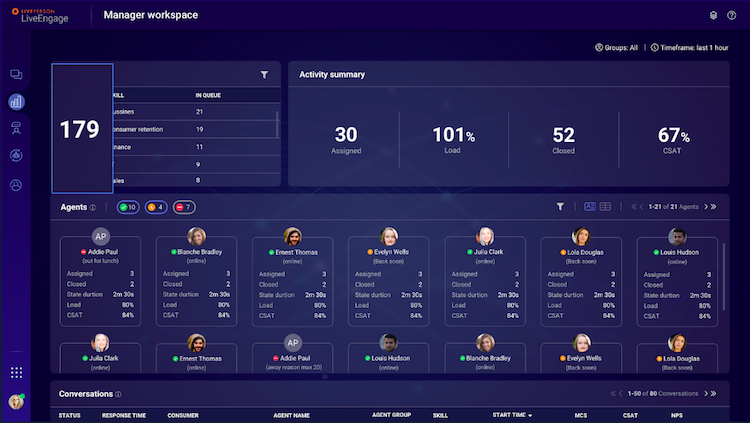 LIVEPERSON
LiveEngage
Manager workspace
Groups: All | Timeframe: last 1 hour
179
KILL IN QUEUE
ussines 21
onsumer retention 19
nance 11
9
ales 8
Activity summary
30 101% 52 67%
Assigned Load Closed CSAT
Agents 10 4 7 1-21 of 21 Agents
AP
Addie Paul Blanche Bradley Ernest Thomas Evelyn Wells Juila Clark Lola Douglas Louis Hudson
(out for lunch) (online) (online) (Back soon) (online) (Back soon) (online)
Assigned 3 Assigned 3 Assigned 3 Assigned 3 Assigned 3 Assigned 3 Assigned 3
Closed 2 Closed 2 Closed 2 Closed 2 Closed 2 Closed 2 Closed 2
State durtion 2m 30s State durtion 2m 30s State durtion 2m 30s State durtion 2m 30s State durtion 2m 30s State durtion 2m 30s State durtion 2m 30s
Load 80% Load 80% Load 80% Load 80% Load 80% Load 80% Load 80%
CSAT 84% CSAT 84% CSAT 84% CSAT 84% CSAT 84% CSAT 84% CSAT 84%
AP
Juila Clark Ernest Thomas Addie Paul Louis Hudson Blanche Bradley Evelyn Wells Lola Douglas
(online) (online) (away reason max 20) (online) (online) (Back soon) (Back soon)
Conversations 1-50 of 80 Conversations
STATUS RESPONSE TIME CONSUMER AGENT NAME AGENT GROUP SKILL START TIME MCS CSAT NPS